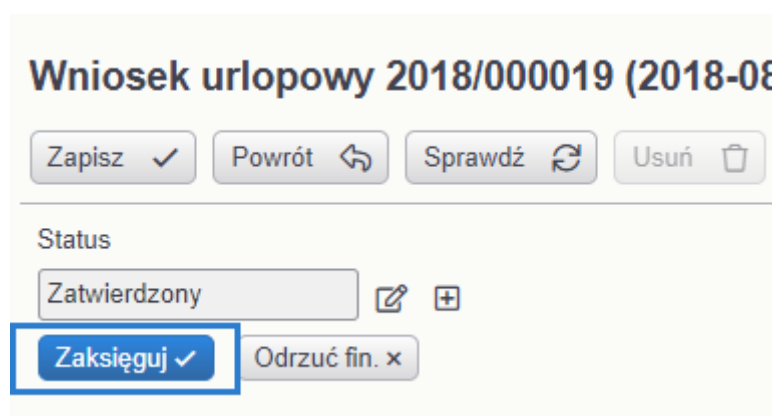 Wniosek urlopowy 2018/000019 (2018-08
Zapisz Powrót Sprawdź Usuń
Status
Zatwierdzony
Zaksięguj Odrzuć fin.